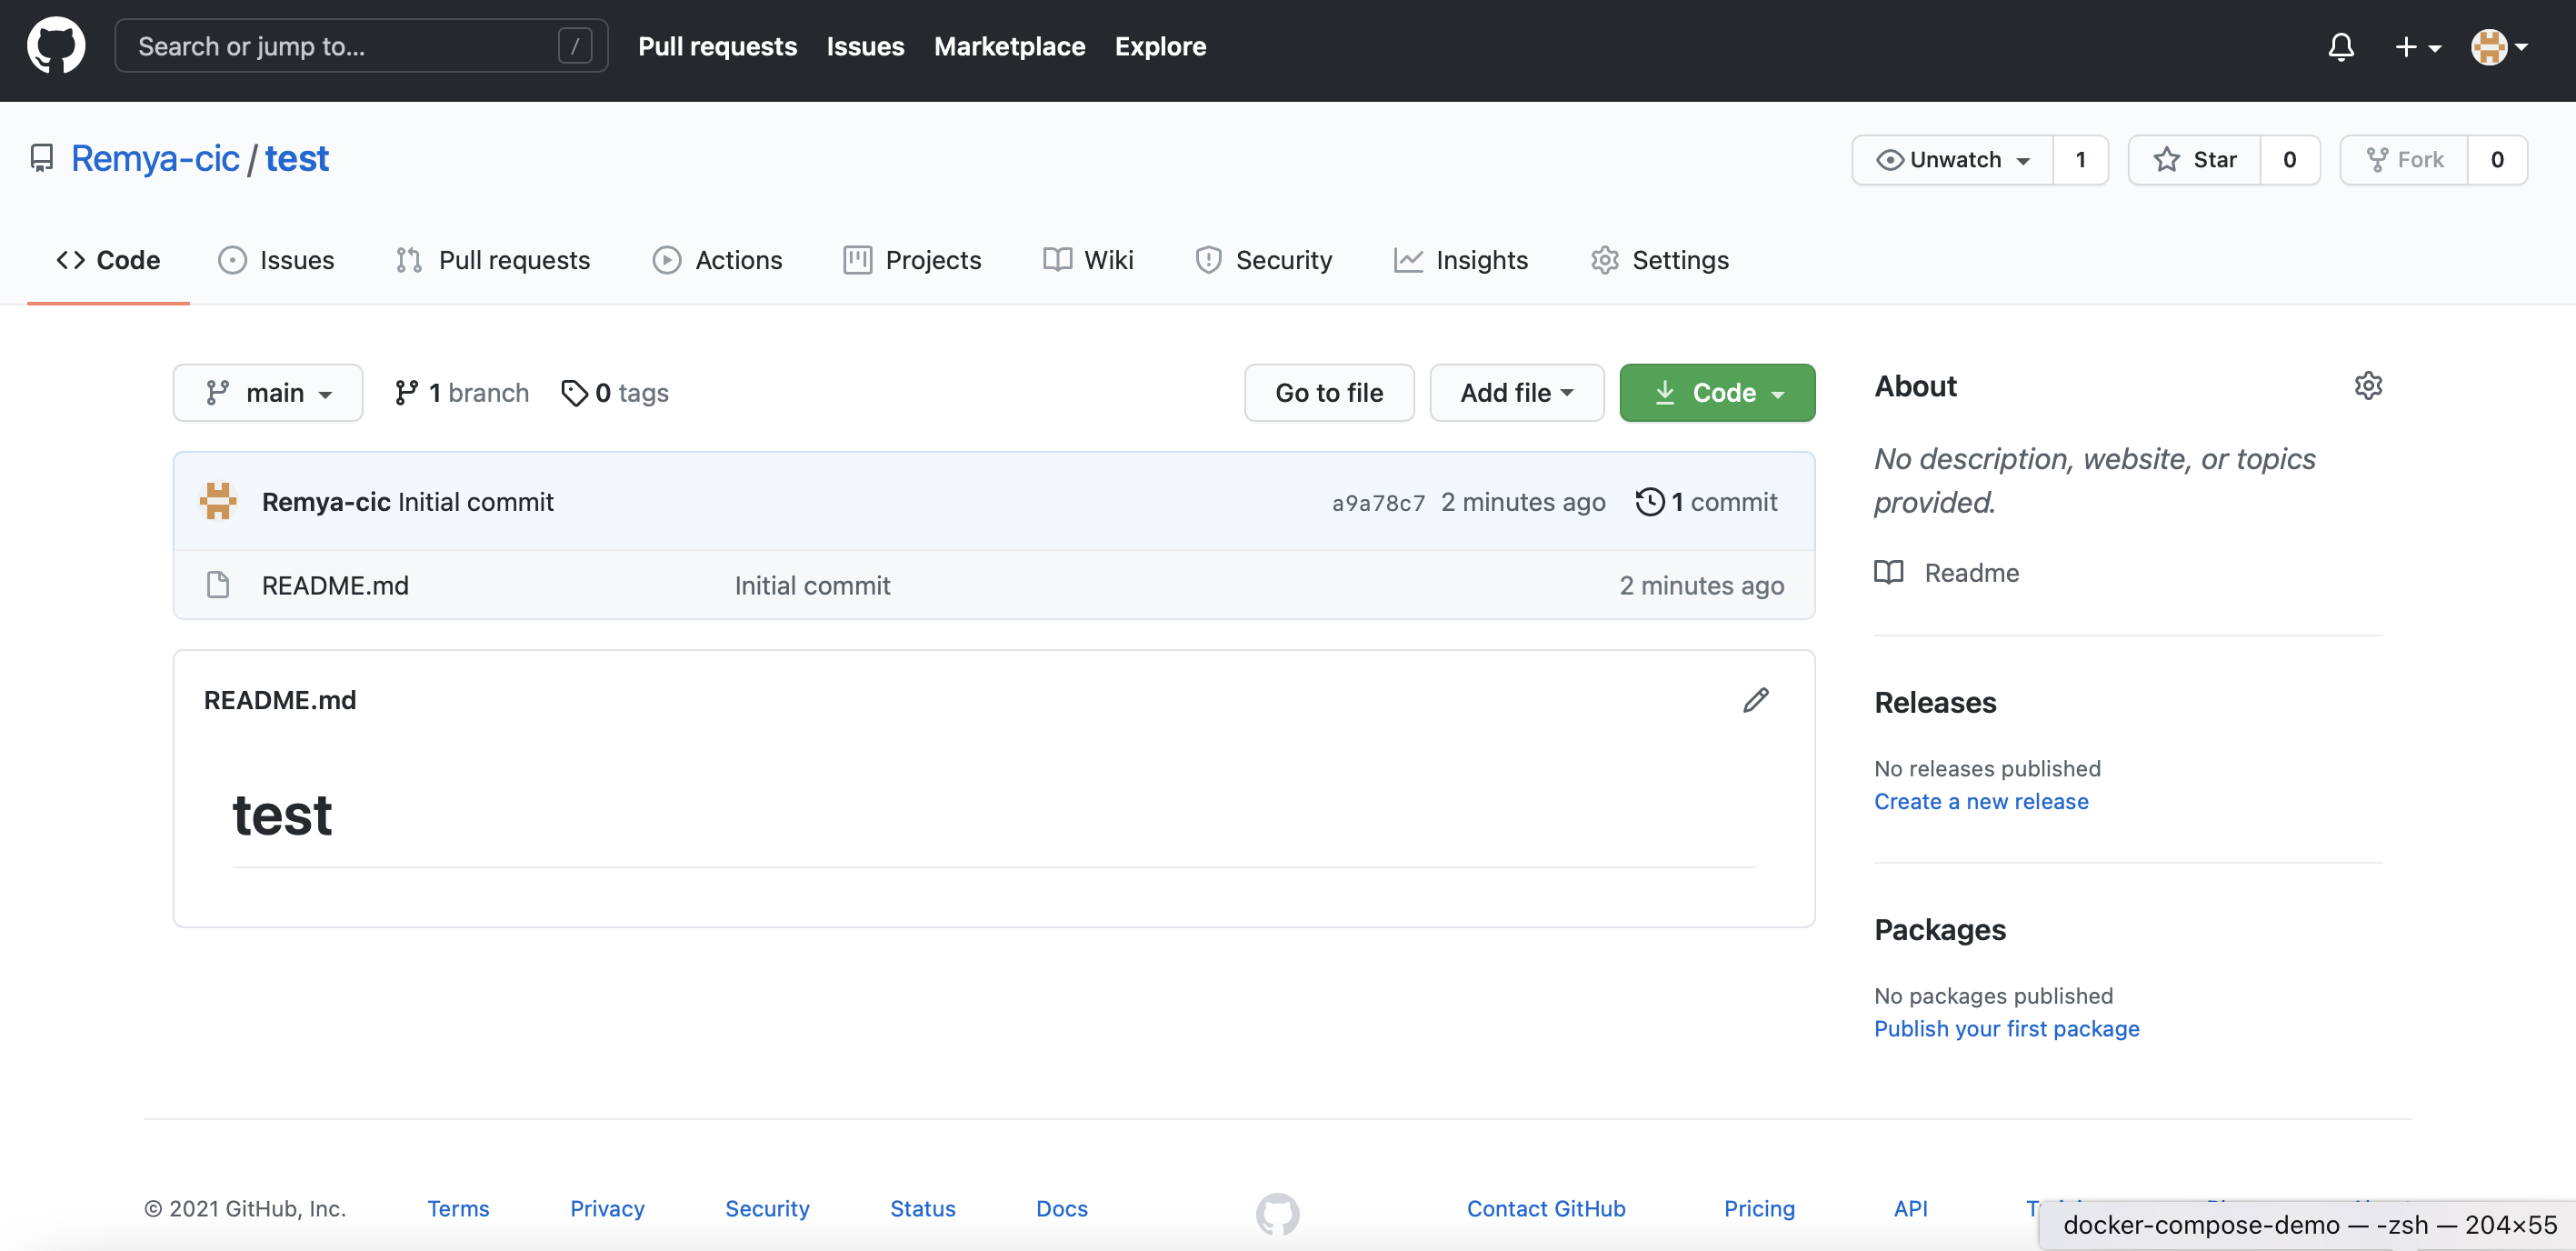 Search or jump to... / Pull requests Issues Marketplace Explore
Remya-cic / test Unwatch 1 Star 0 Fork 0
Code Issues Pull requests Actions Projects Wiki Security Insights Settings
main 1 branch 0 tags Go to file Add file Code
About
No description, website, or topics
provided.
Remya-cic Initial commit a9a78c7 2 minutes ago 1 commit
README.md Initial commit 2 minutes ago
Readme
README.md
test
Releases
No releases published
Create a new release
Packages
No packages published
Publish your first package
© 2021 GitHub, Inc. Terms Privacy Security Status Docs Contact GitHub Pricing API
docker-compose-demo — -zsh — 204×55